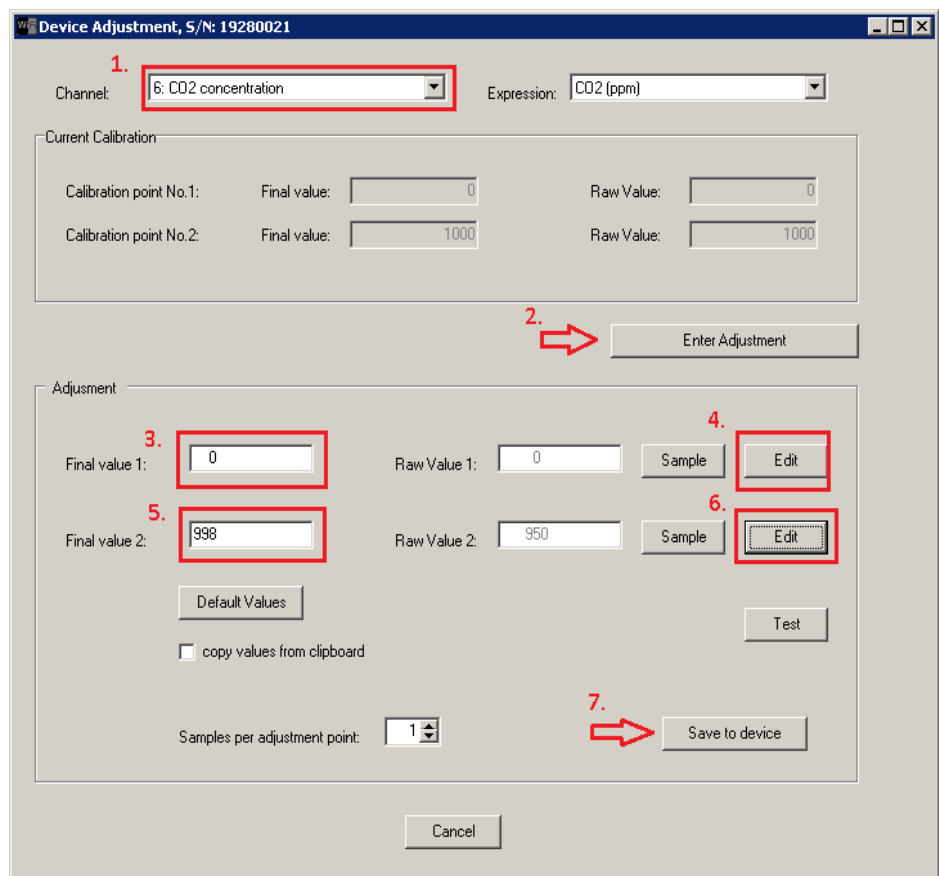 Device Adjustment, S/N: 19280021
1.
Channel: 6: CO2 concentration Expression: CO2 (ppm)
Current Calibration
Calibration point No.1: Final value: 0 Raw Value: 0
Calibration point No.2: Final value: 1000 Raw Value: 1000
2.
Enter Adjustment
Adjusment
3. 4.
Final value 1: 0 Raw Value 1: 0 Sample Edit
5. 6.
Final value 2: 998 Raw Value 2: 950 Sample Edit
Default Values
Test
copy values from clipboard
7.
Samples per adjustment point: 1 Save to device
Cancel